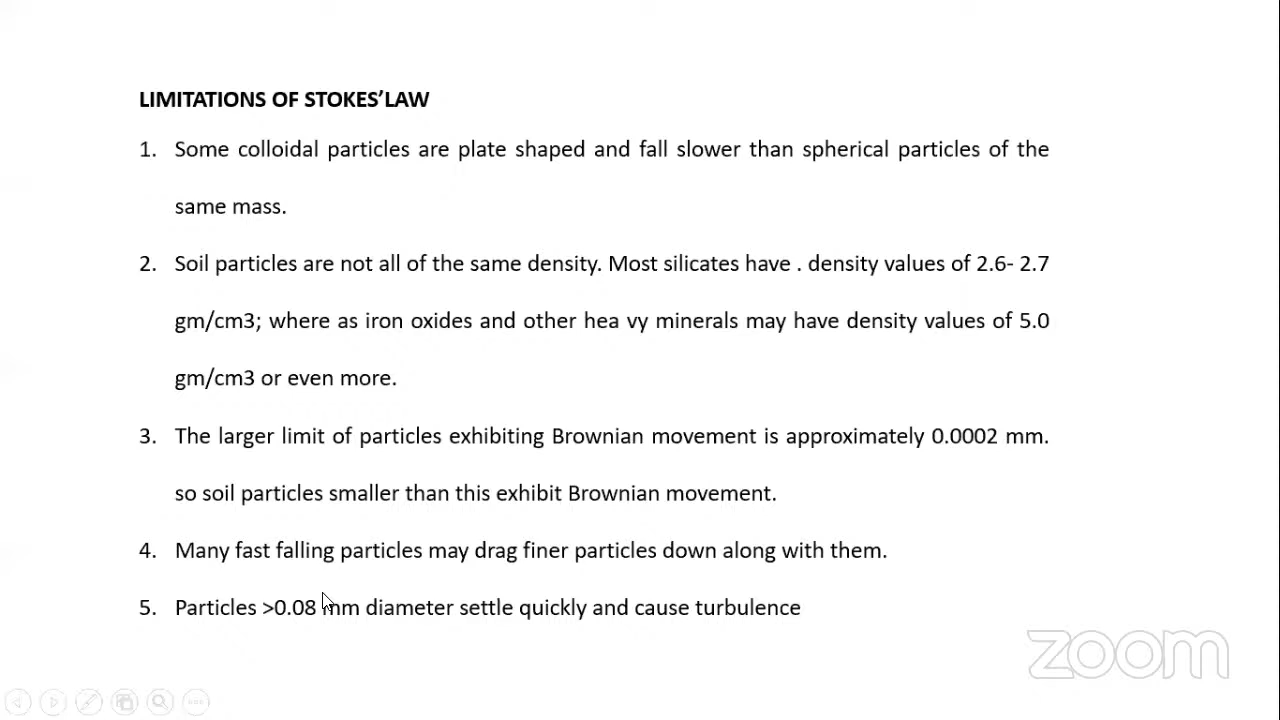 LIMITATIONS OF STOKES'LAW
1. Some colloidal particles are plate shaped and fall slower than spherical particles of the
same mass.
2. Soil particles are not all of the same density. Most silicates have . density values of 2.6- 2.7
gm/cm3; where as iron oxides and other hea vy minerals may have density values of 5.0
gm/cm3 or even more.
3. The larger limit of particles exhibiting Brownian movement is approximately 0.0002 mm.
so soil particles smaller than this exhibit Brownian movement.
4. Many fast falling particles may drag finer particles down along with them.
5. Particles >0.08 mm diameter settle quickly and cause turbulence
zoom